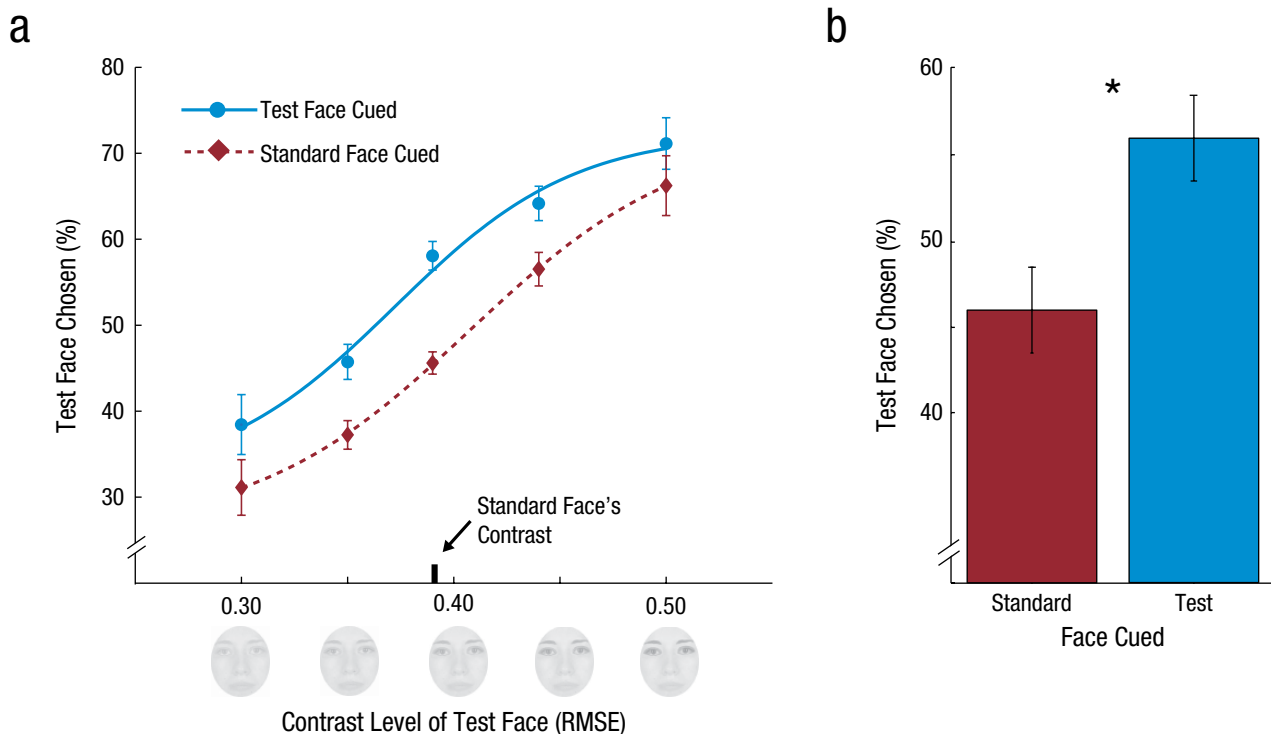 a
80
70
60
50
40
30
Test Face Chosen (%)
Test Face Cued
Standard Face Cued
Standard Face's
Contrast
0.30
0.40
0.50
Contrast Level of Test Face (RMSE)
b
60
50
40
Test Face Chosen (%)
*
Standard
Test
Face Cued